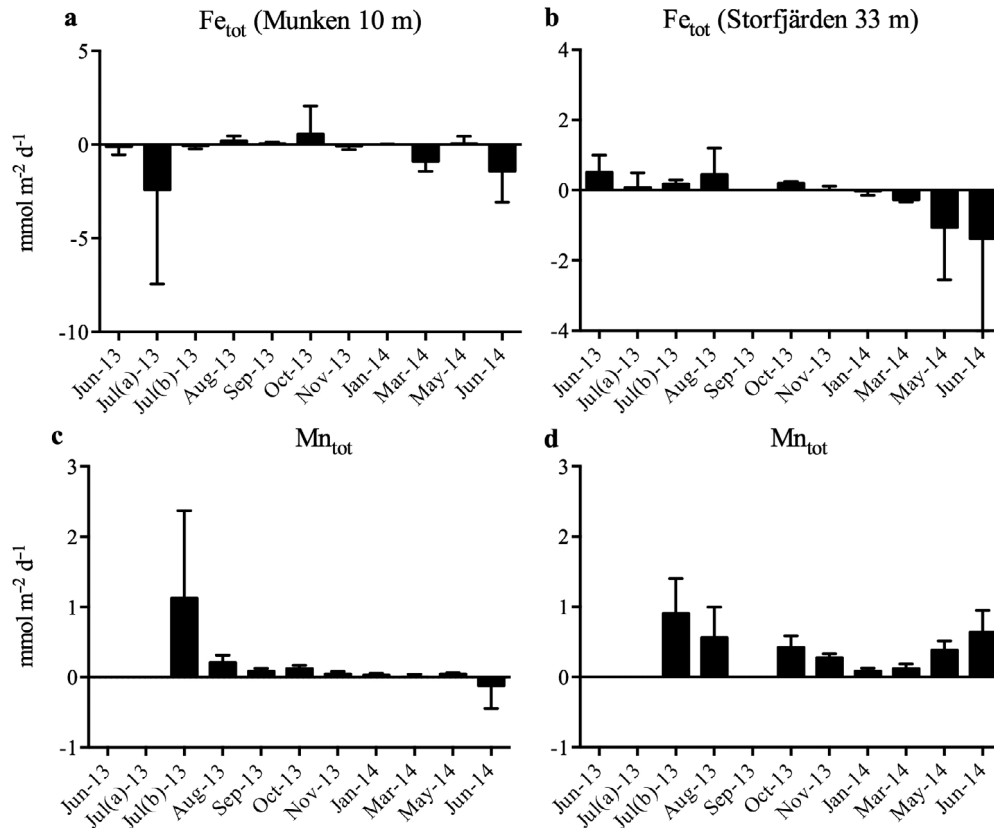 a
Fe_tot (Munken 10 m)
b
Fe_tot (Storfjärden 33 m)
mmol m⁻² d⁻¹
5
0
-5
-10
4
2
0
-2
-4
Jun-13
Jul(a)-13
Jul(b)-13
Aug-13
Sep-13
Oct-13
Nov-13
Jan-14
Mar-14
May-14
Jun-14
Jun-13
Jul(a)-13
Jul(b)-13
Aug-13
Sep-13
Oct-13
Nov-13
Jan-14
Mar-14
May-14
Jun-14
c
Mn_tot
d
Mn_tot
mmol m⁻² d⁻¹
3
2
1
0
-1
3
2
1
0
-1
Jun-13
Jul(a)-13
Jul(b)-13
Aug-13
Sep-13
Oct-13
Nov-13
Jan-14
Mar-14
May-14
Jun-14
Jun-13
Jul(a)-13
Jul(b)-13
Aug-13
Sep-13
Oct-13
Nov-13
Jan-14
Mar-14
May-14
Jun-14